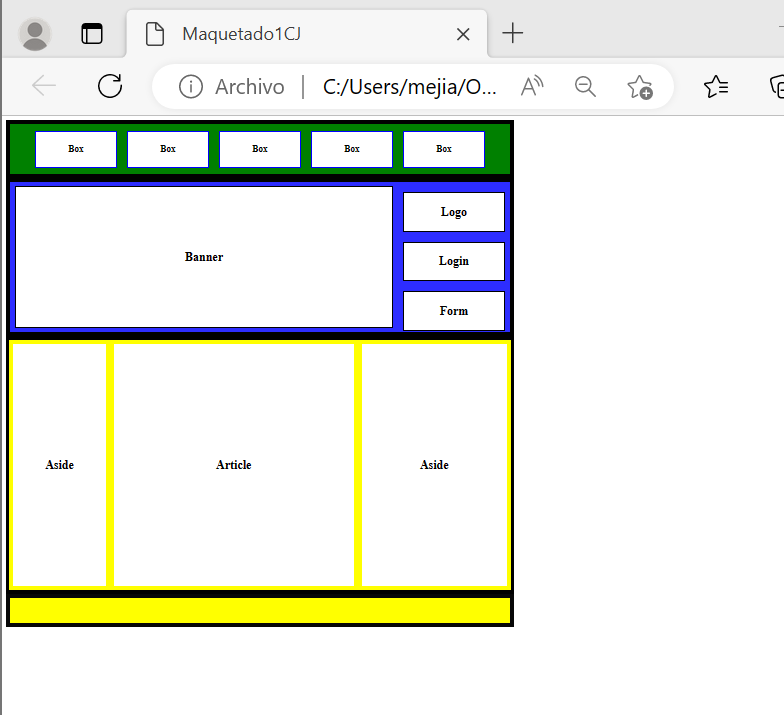 Maquetado1CJ
Archivo C:/Users/mejia/O...
Box Box Box Box Box
Logo
Banner
Login
Form
Aside Article Aside